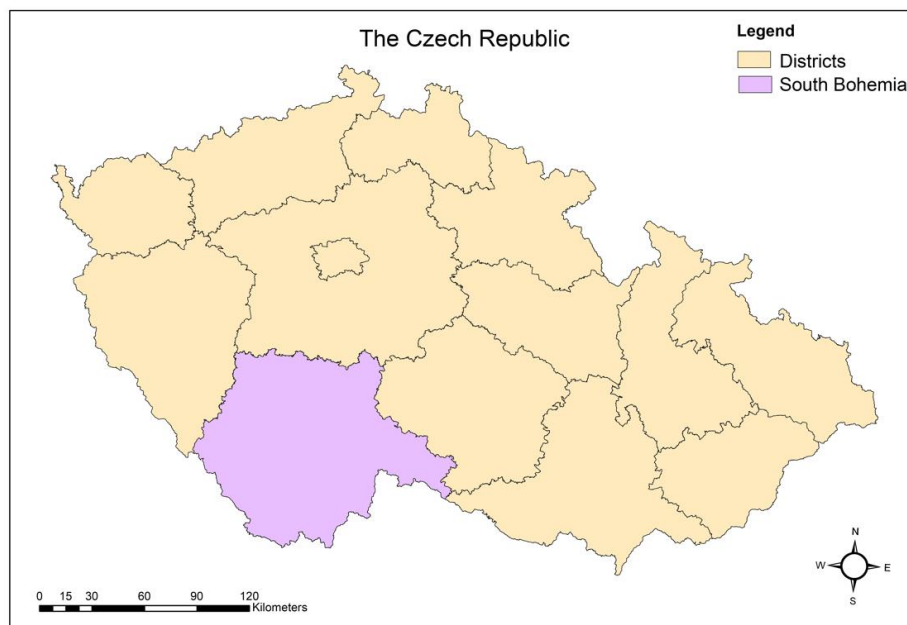 The Czech Republic
Legend
Districts
South Bohemia
N
W E
S
0 15 30 60 90 120
Kilometers